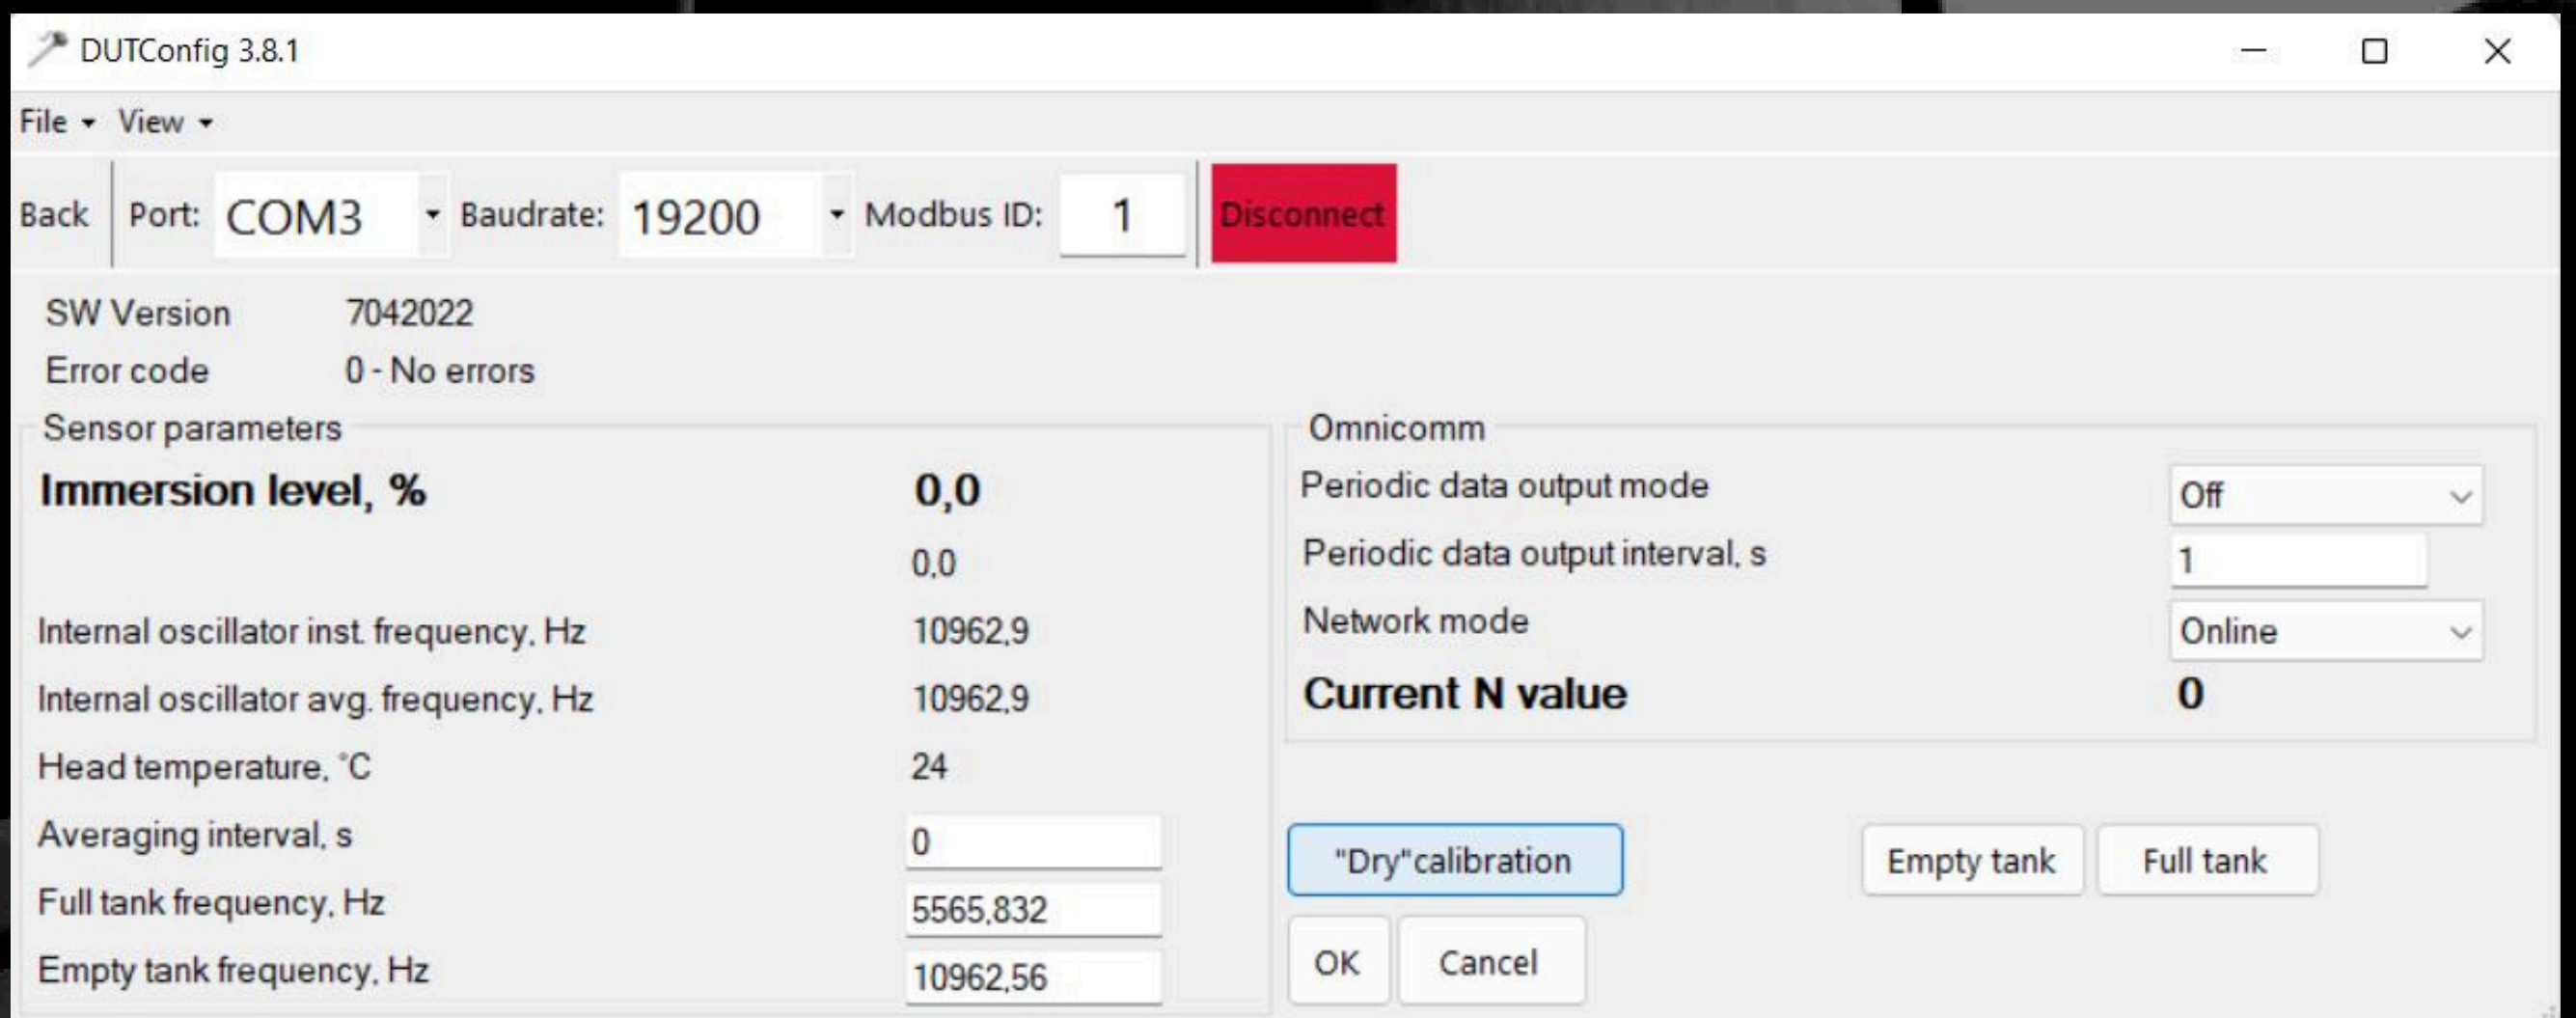 DUTConfig 3.8.1
File View
Back Port: COM3 Baudrate: 19200 Modbus ID: 1 Disconnect
SW Version 7042022
Error code 0 - No errors
Sensor parameters
Immersion level, % 0,0
0,0
Internal oscillator inst. frequency, Hz 10962,9
Internal oscillator avg. frequency, Hz 10962,9
Head temperature, °C 24
Averaging interval, s 0
Full tank frequency, Hz 5565,832
Empty tank frequency, Hz 10962,56
Omnicomm
Periodic data output mode Off
Periodic data output interval, s 1
Network mode Online
Current N value 0
"Dry"calibration Empty tank Full tank
OK Cancel